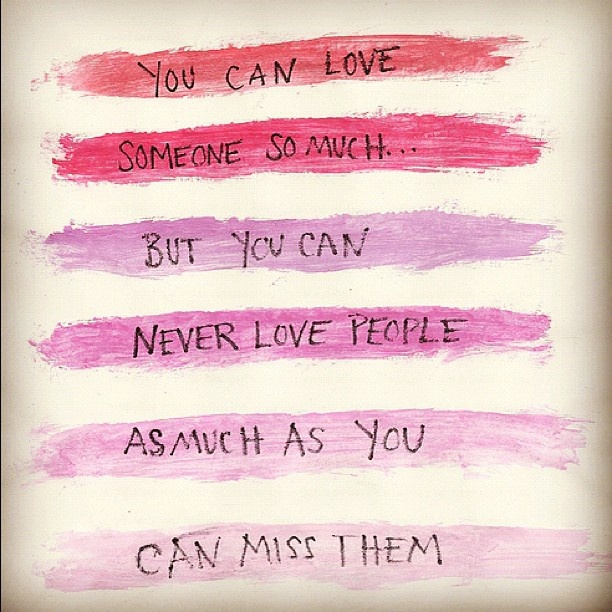 YOU CAN LOVE
SOMEONE SO MUCH...
BUT YOU CAN
NEVER LOVE PEOPLE
AS MUCH AS YOU
CAN MISS THEM